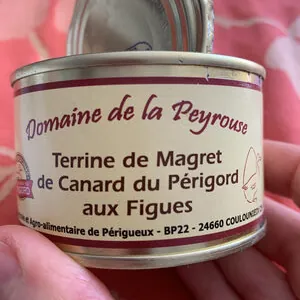 Domaine de la Peyrouse
Terrine de Magret
de Canard du Périgord
aux Figues
et Agro-alimentaire de Périgueux - BP22 - 24660